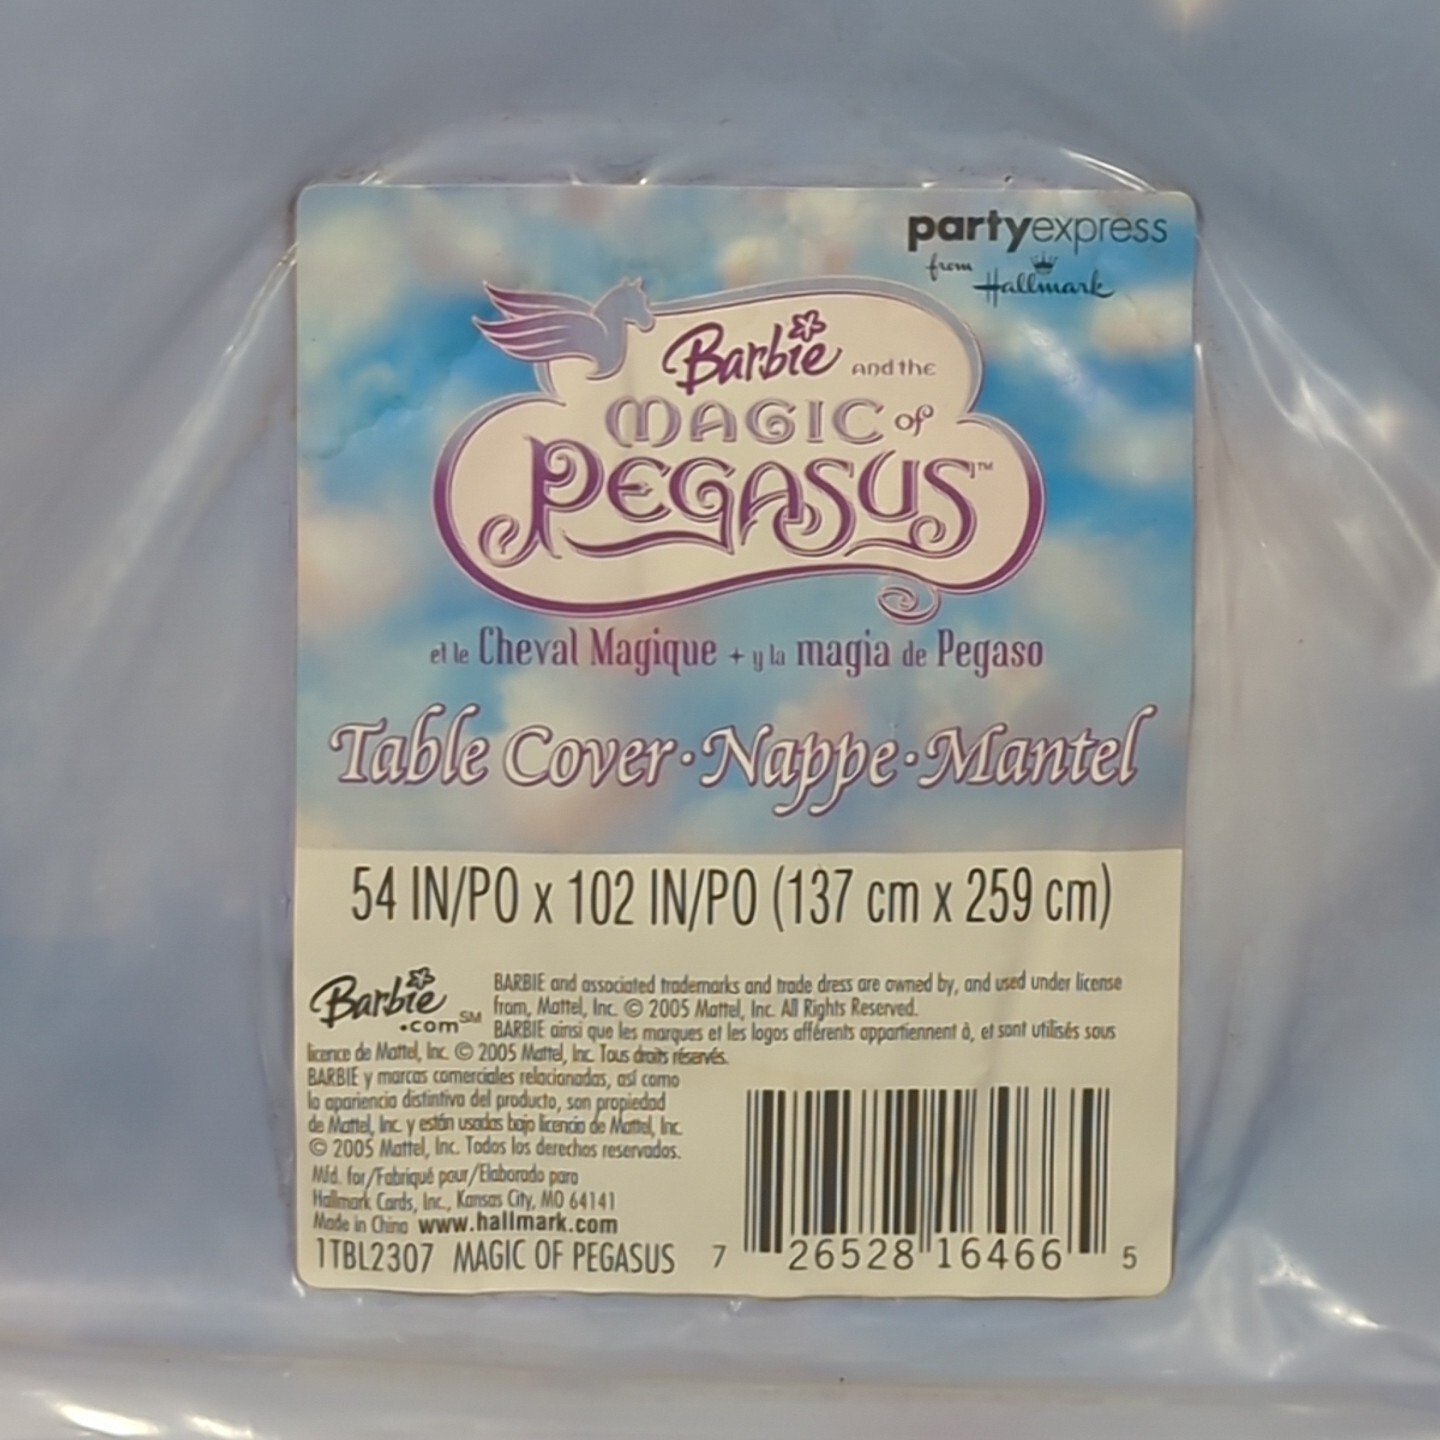 partyexpress
from Hallmark
Barbie and the
MAGIC of
PEGASUS™
et le Cheval Magique + y la magia de Pegaso
Table Cover · Nappe · Mantel
54 IN/PO x 102 IN/PO (137 cm x 259 cm)
Barbie
.com SM
BARBIE and associated trademarks and trade dress are owned by, and used under license
from, Mattel, Inc. © 2005 Mattel, Inc. All Rights Reserved.
BARBIE ainsi que les marques et les logos afférents appartiennent à, et sont utilisés sous
licence de Mattel, Inc. © 2005 Mattel, Inc. Tous droits réservés.
BARBIE y marcas comerciales relacionadas, así como
la apariencia distintiva del producto, son propiedad
de Mattel, Inc. y están usadas bajo licencia de Mattel, Inc.
© 2005 Mattel, Inc. Todos los derechos reservados.
Mfd. for/Fabriqué pour/Elaborado para
Hallmark Cards, Inc., Kansas City, MO 64141
Made in China www.hallmark.com
1TBL2307 MAGIC OF PEGASUS
7 26528 16466 5